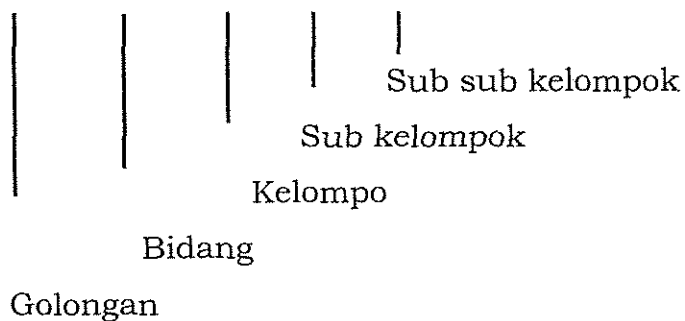 Sub sub kelompok
Sub kelompok
Kelompo
Bidang
Golongan